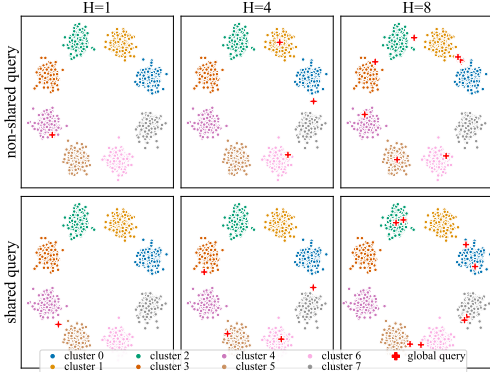 H=1 H=4 H=8
non-shared query
shared query
cluster 0 cluster 2 cluster 4 cluster 6 global query
cluster 1 cluster 3 cluster 5 cluster 7